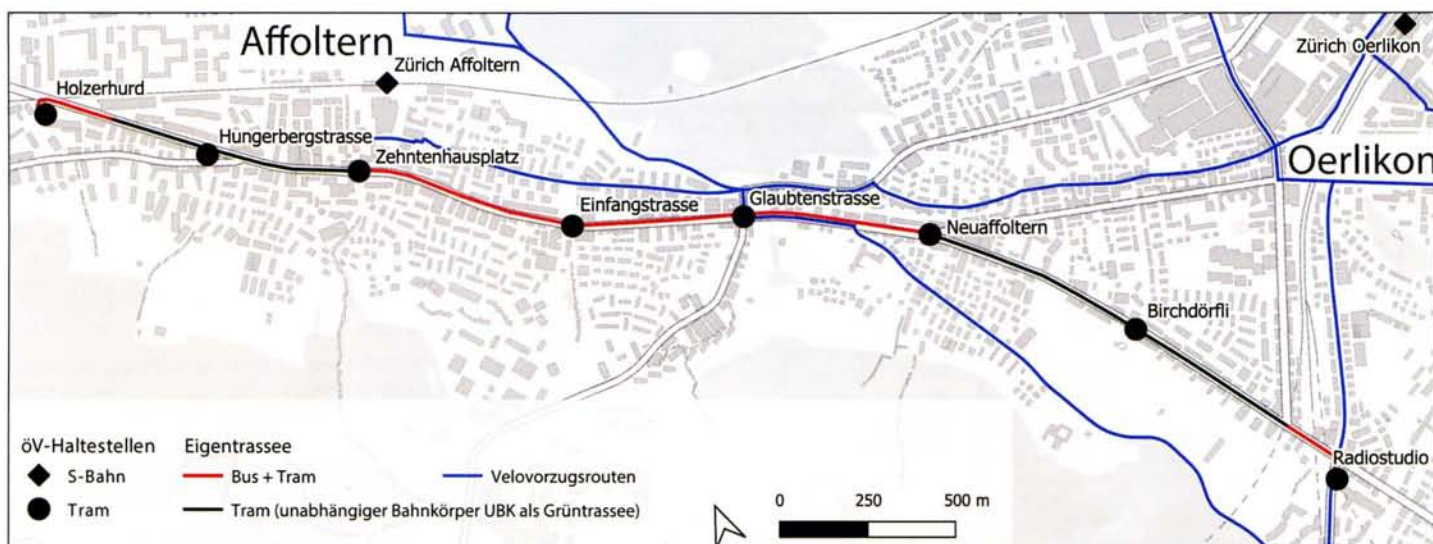 Affoltern
Zürich Affoltern
Zürich Oerlikon
Holzerhurd
Hungerbergstrasse
Zehntenhausplatz
Oerlikon
Einfangstrasse
Glaubtenstrasse
Neuaffoltern
Birchdörfli
Radiostudio
öV-Haltestellen
Eigentrassee
S-Bahn
Bus + Tram
Velovorzugsrouten
Tram
Tram (unabhängiger Bahnkörper UBK als Grüntrassee)
0 250 500 m